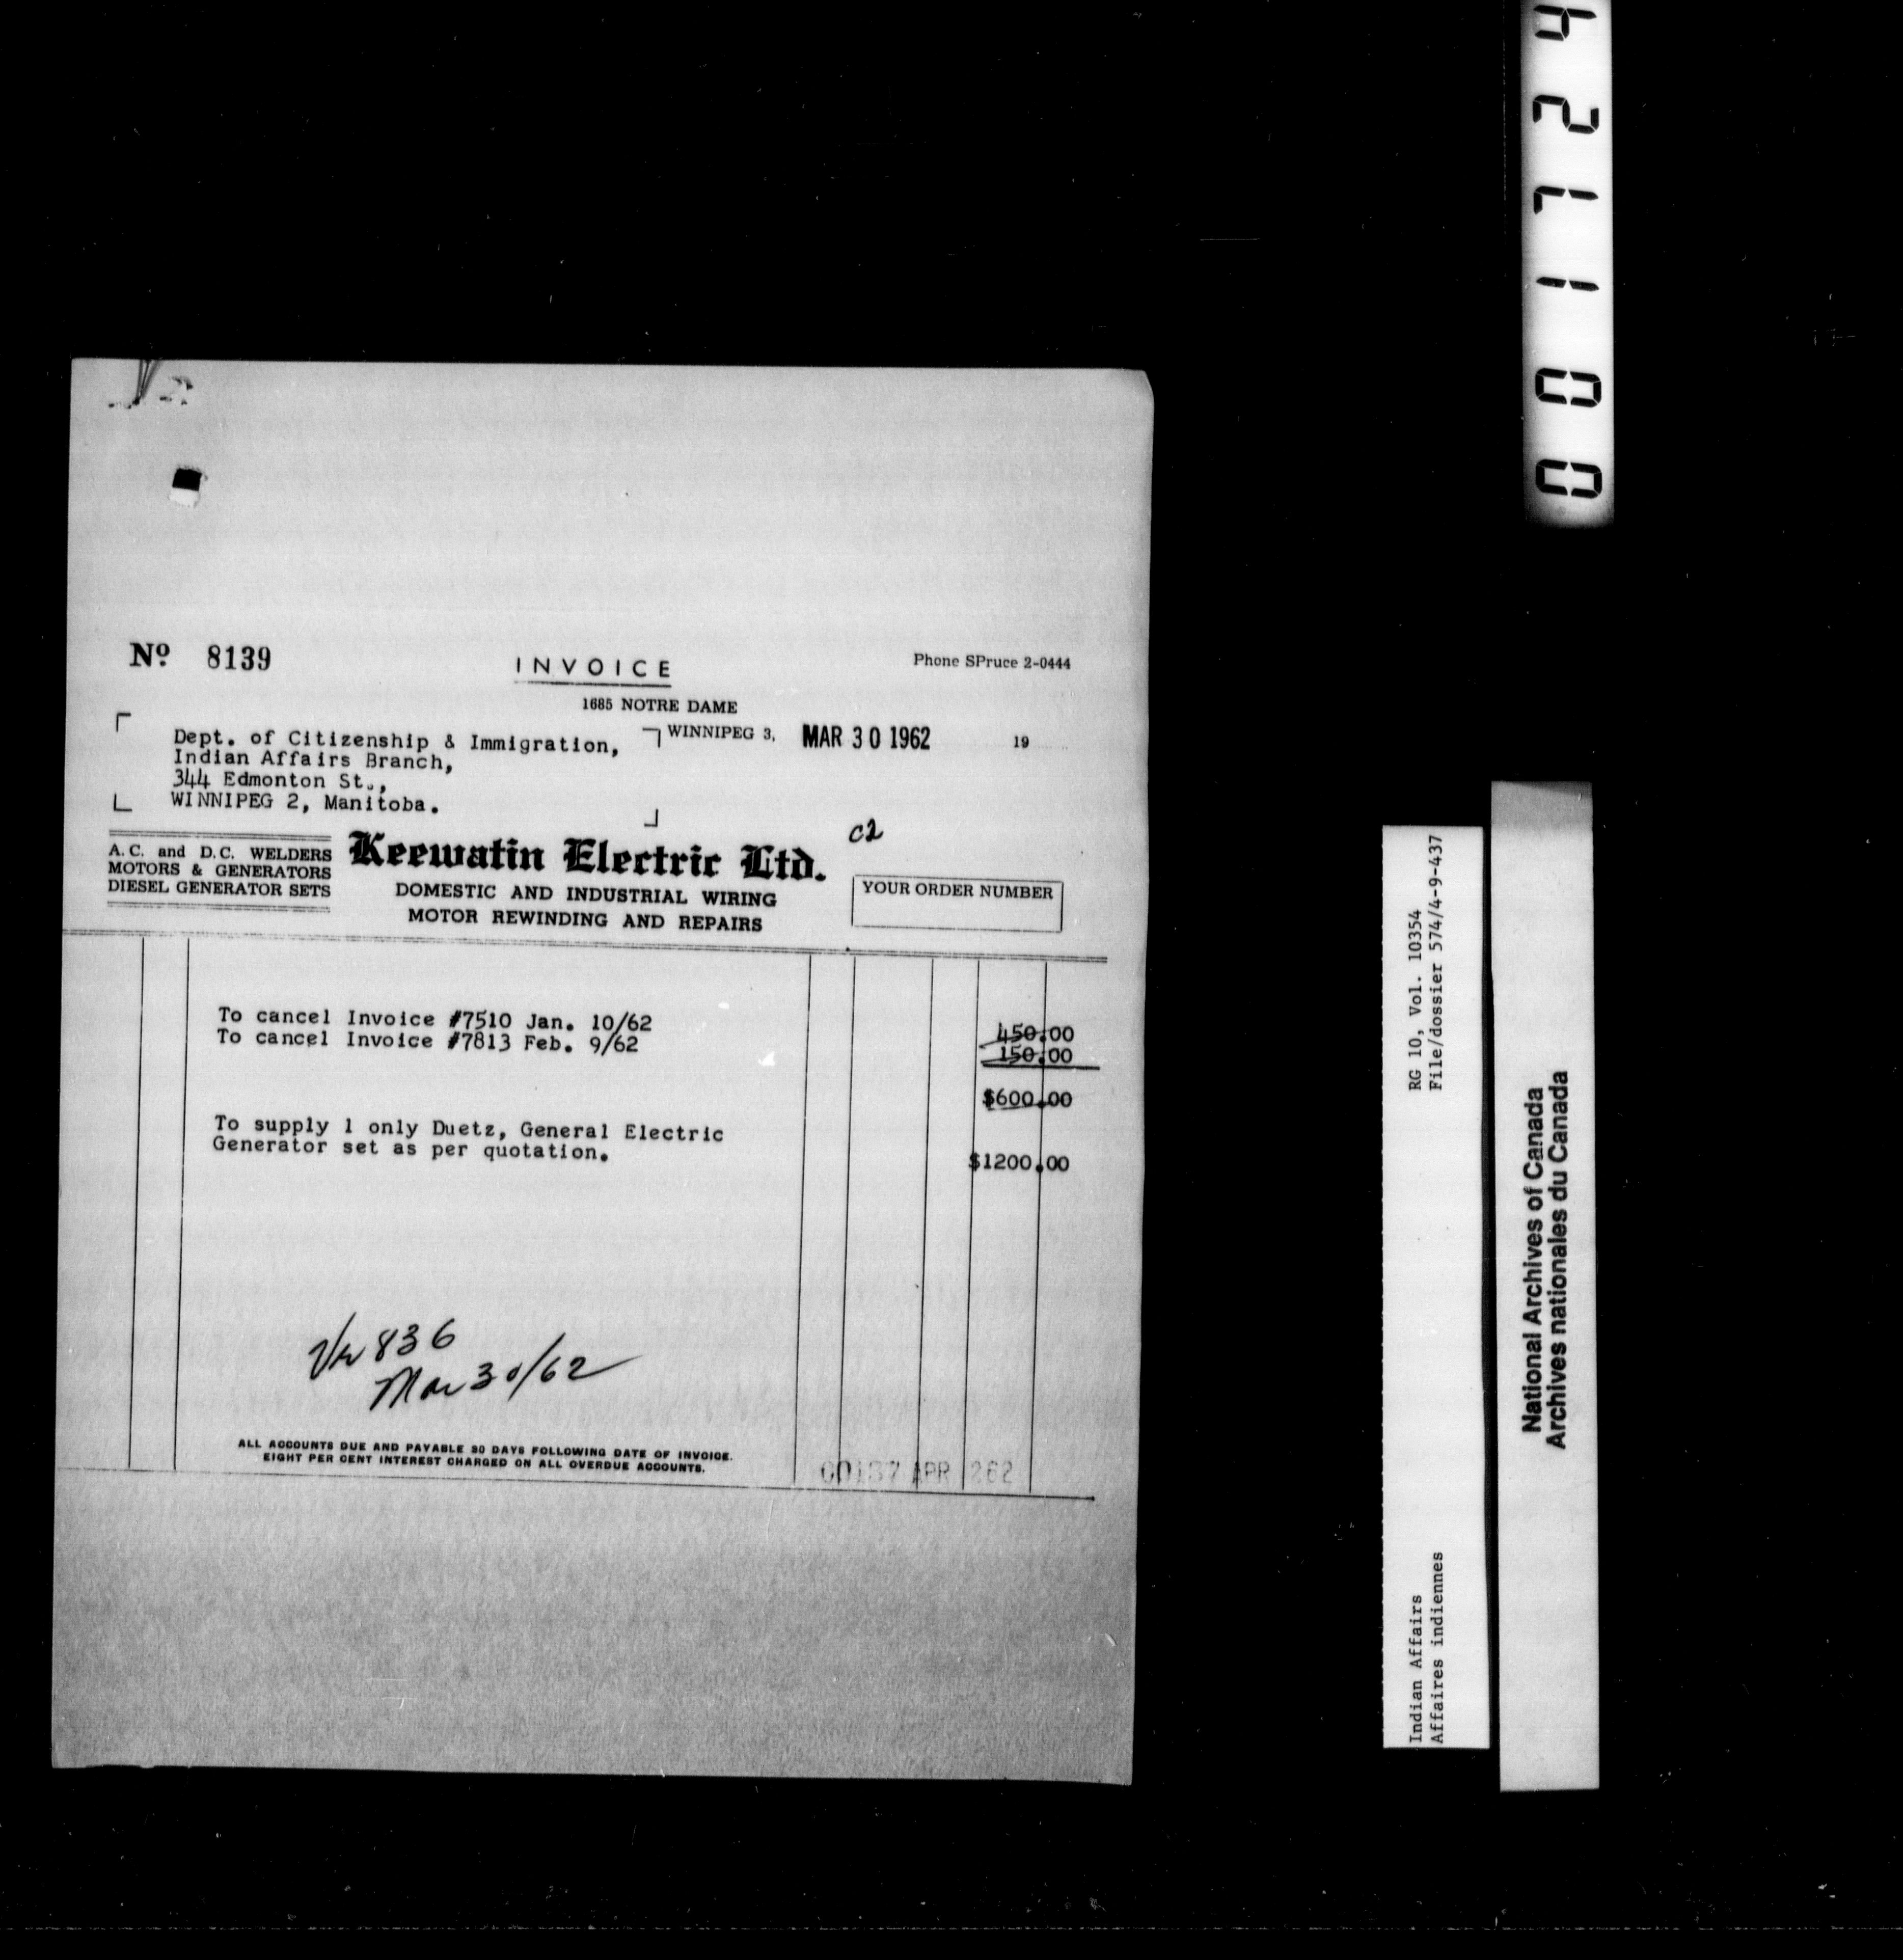 Nº 8139
INVOICE
Phone SPruce 2-0444
1685 NOTRE DAME
WINNIPEG 3, MAR 30 1962 19
Dept. of Citizenship & Immigration,
Indian Affairs Branch,
344 Edmonton St.,
WINNIPEG 2, Manitoba.
c2
A.C. and D.C. WELDERS
MOTORS & GENERATORS
DIESEL GENERATOR SETS
Keewatin Electric Ltd.
DOMESTIC AND INDUSTRIAL WIRING
MOTOR REWINDING AND REPAIRS
YOUR ORDER NUMBER
To cancel Invoice #7510 Jan. 10/62 450.00
To cancel Invoice #7813 Feb. 9/62 150.00
$600.00
To supply 1 only Duetz, General Electric
Generator set as per quotation. $1200.00
836
Mar 30/62
ALL ACCOUNTS DUE AND PAYABLE 30 DAYS FOLLOWING DATE OF INVOICE.
EIGHT PER CENT INTEREST CHARGED ON ALL OVERDUE ACCOUNTS.
APR 262
001124
RG 10, Vol. 10354
File/dossier 574/4-9-437
Indian Affairs
Affaires indiennes
National Archives of Canada
Archives nationales du Canada